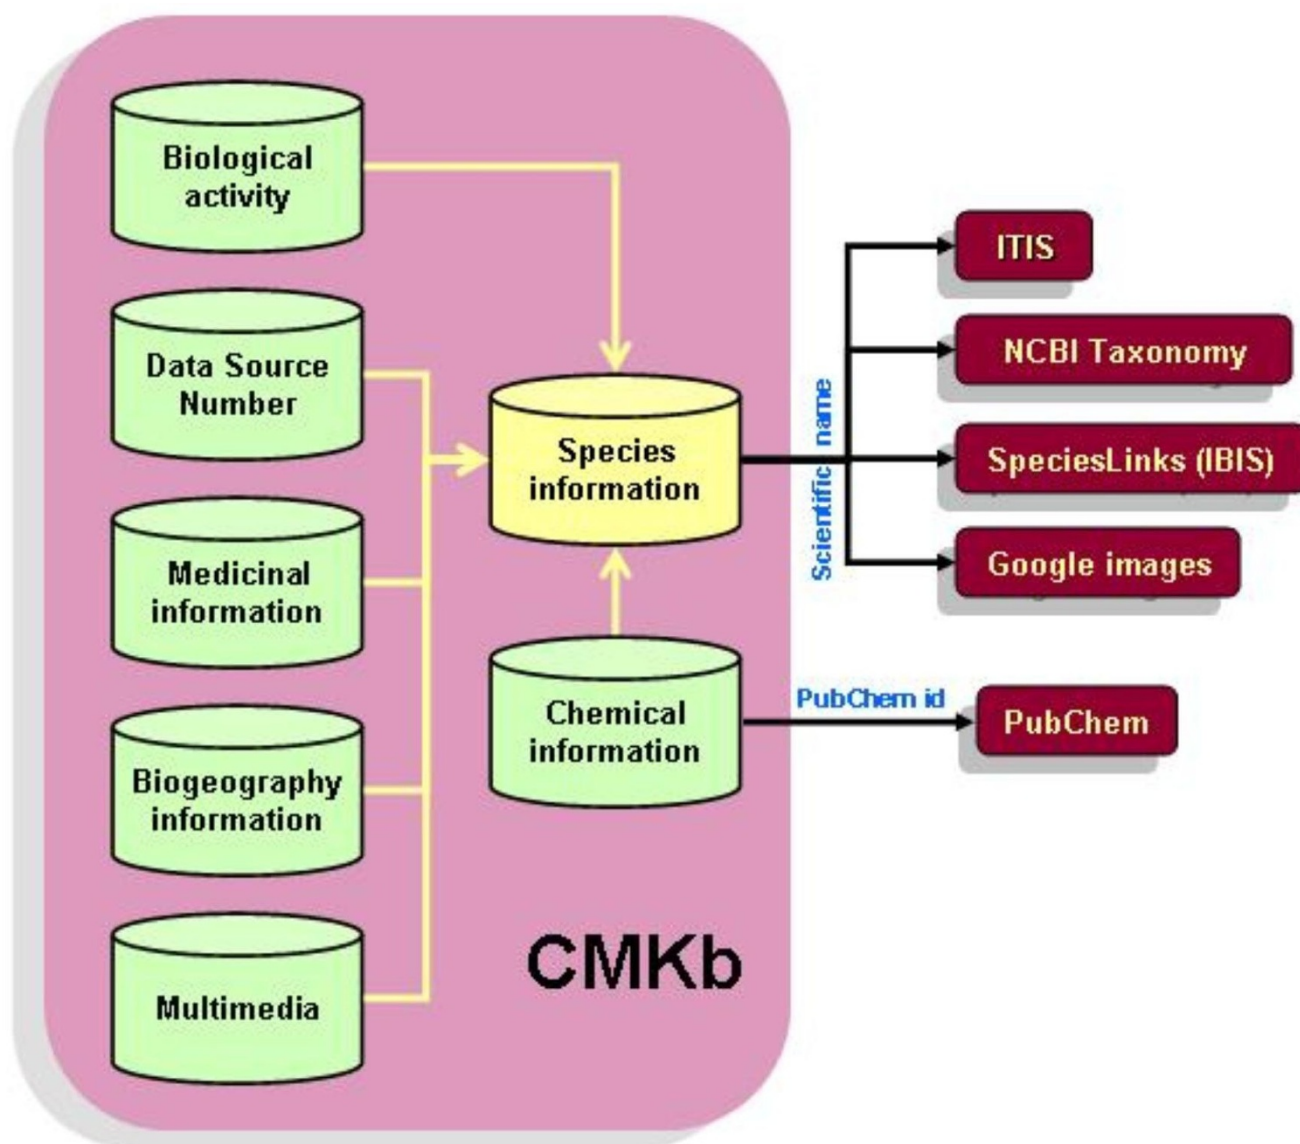 Biological
activity
Data Source
Number
Medicinal
information
Biogeography
information
Multimedia
Species
information
Chemical
information
CMKb
Scientific name
PubChem id
ITIS
NCBI Taxonomy
SpeciesLinks (IBIS)
Google images
PubChem